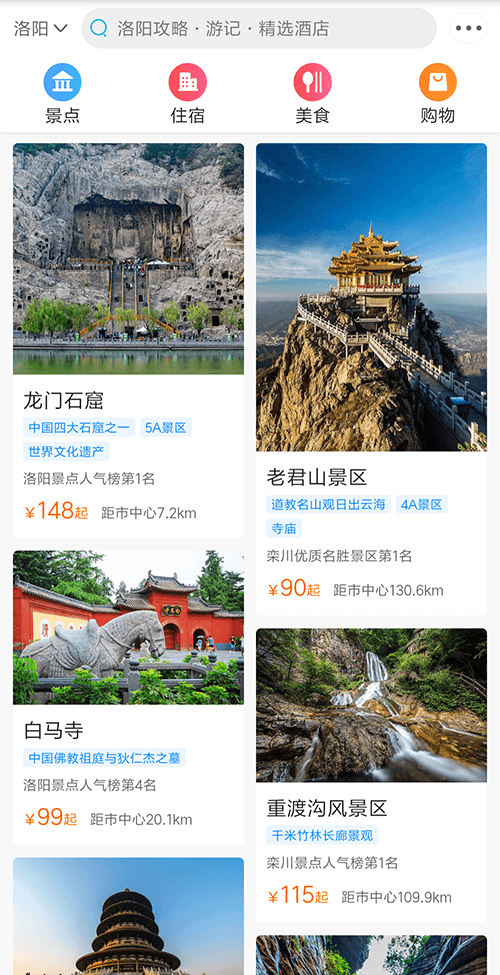 洛阳
洛阳攻略 · 游记 · 精选酒店
景点
住宿
美食
购物
龙门石窟
中国四大石窟之一 5A景区
世界文化遗产
洛阳景点人气榜第1名
¥148起 距市中心7.2km
老君山景区
道教名山观日出云海 4A景区
寺庙
栾川优质名胜景区第1名
¥90起 距市中心130.6km
白马寺
中国佛教祖庭与狄仁杰之墓
洛阳景点人气榜第4名
¥99起 距市中心20.1km
重渡沟风景区
千米竹林长廊景观
栾川景点人气榜第1名
¥115起 距市中心109.9km